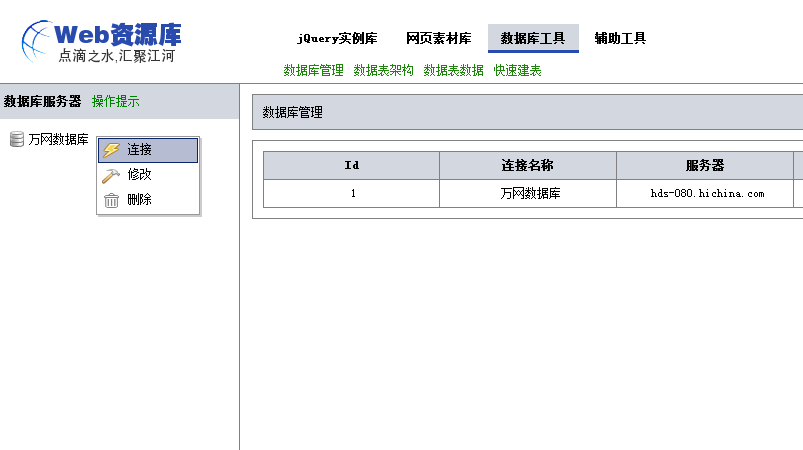 Web资源库
点滴之水,汇聚江河
jQuery实例库 网页素材库 数据库工具 辅助工具
数据库管理 数据表架构 数据表数据 快速建表
数据库服务器 操作提示
数据库管理
万网数据库
连接
修改
删除
Id 连接名称 服务器
1 万网数据库 hds-080.hichina.com